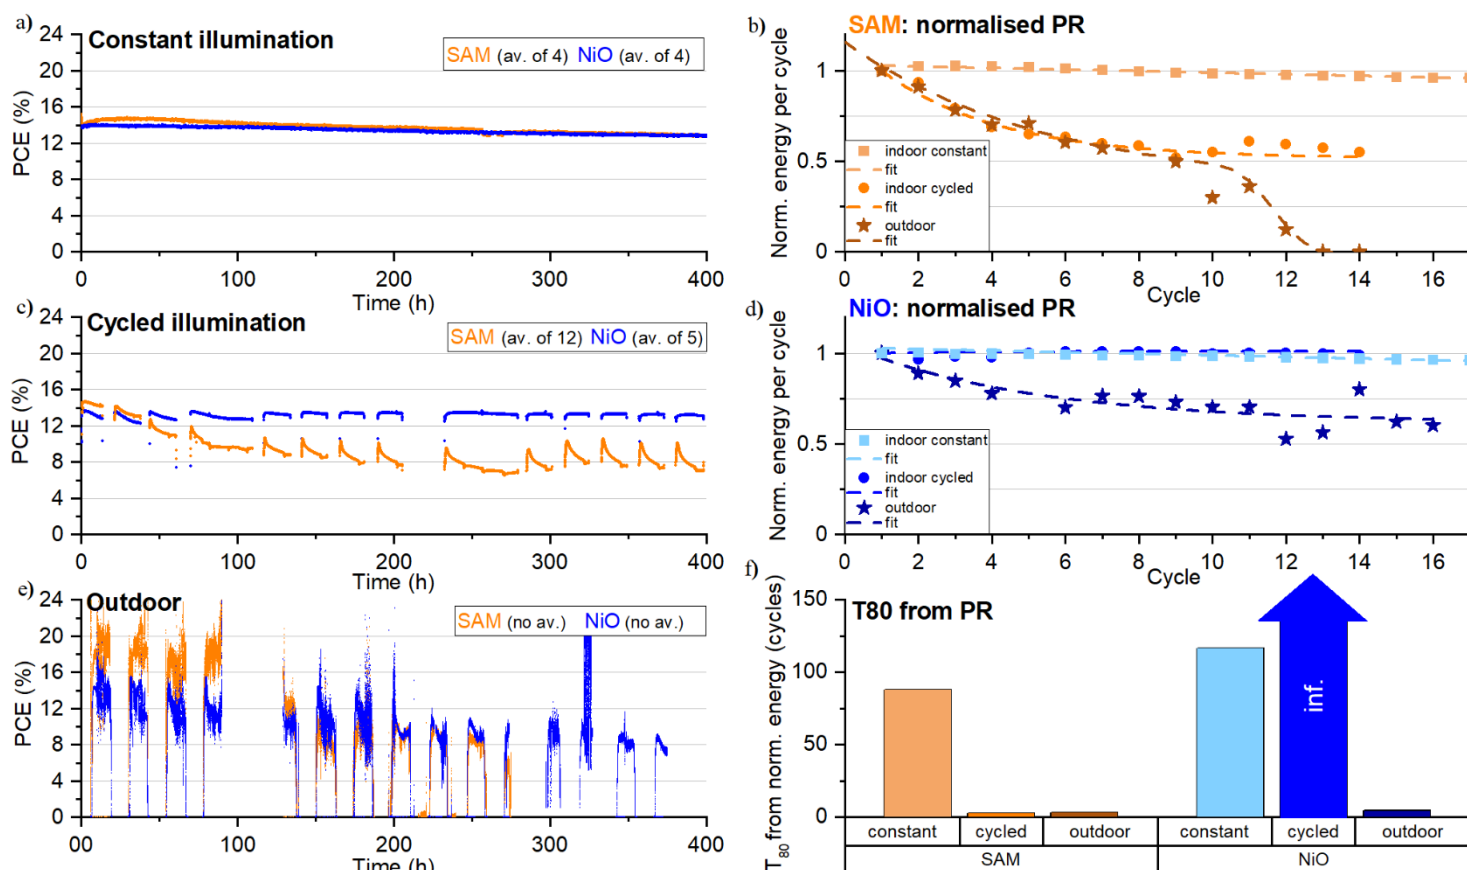 a)
Constant illumination
SAM (av. of 4) NiO (av. of 4)
24
20
16
12
8
4
0
PCE (%)
0 100 200 300 400
Time (h)
b)
SAM: normalised PR
1
0.5
0
Norm. energy per cycle
indoor constant
fit
indoor cycled
fit
outdoor
fit
0 2 4 6 8 10 12 14 16
Cycle
c)
Cycled illumination
SAM (av. of 12) NiO (av. of 5)
24
20
16
12
8
4
0
PCE (%)
0 100 200 300 400
Time (h)
d)
NiO: normalised PR
1
0.5
0
Norm. energy per cycle
indoor constant
fit
indoor cycled
fit
outdoor
fit
0 2 4 6 8 10 12 14 16
Cycle
e)
Outdoor
SAM (no av.) NiO (no av.)
24
20
16
12
8
4
0
PCE (%)
00 100 200 300 400
Time (h)
f)
T80 from PR
150
100
50
0
T80 from norm. energy (cycles)
inf.
constant cycled outdoor constant cycled outdoor
SAM NiO